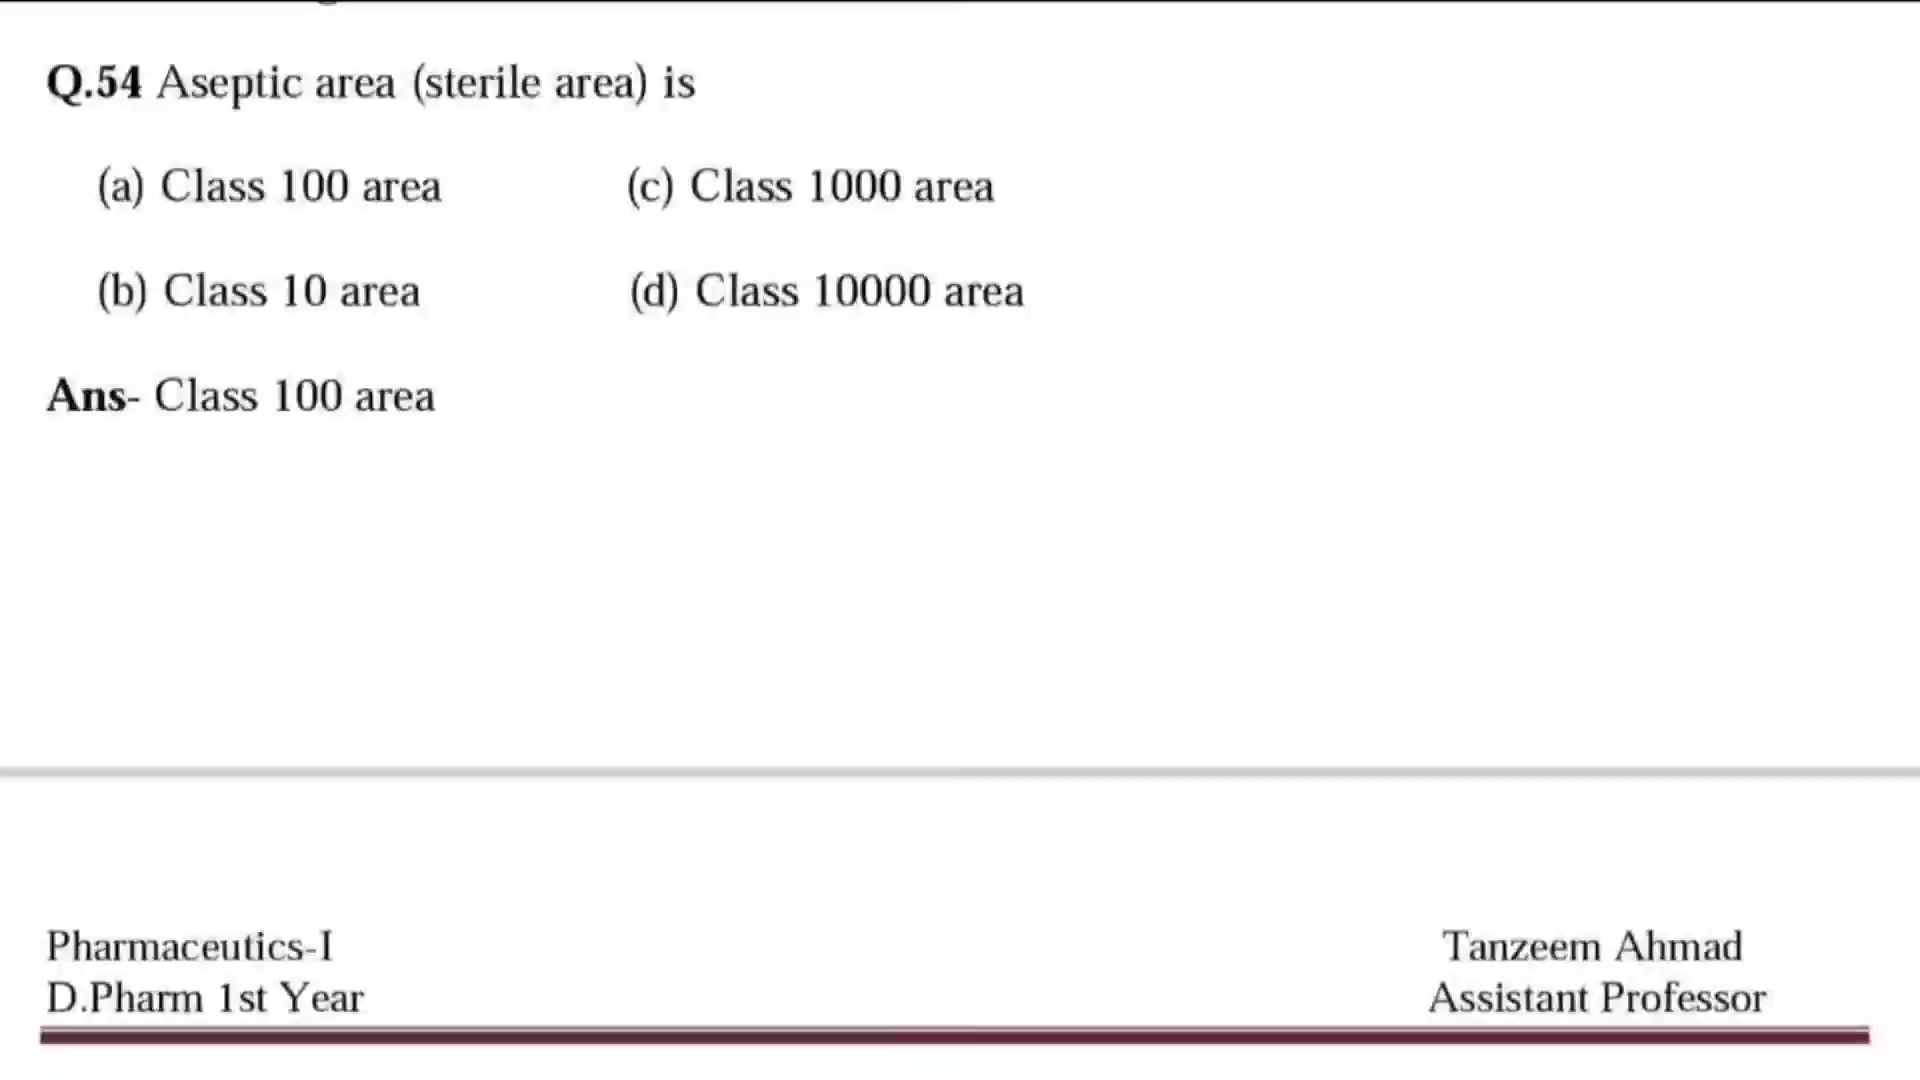 Q.54 Aseptic area (sterile area) is
(a) Class 100 area (c) Class 1000 area
(b) Class 10 area (d) Class 10000 area
Ans- Class 100 area
Pharmaceutics-I Tanzeem Ahmad
D.Pharm 1st Year Assistant Professor